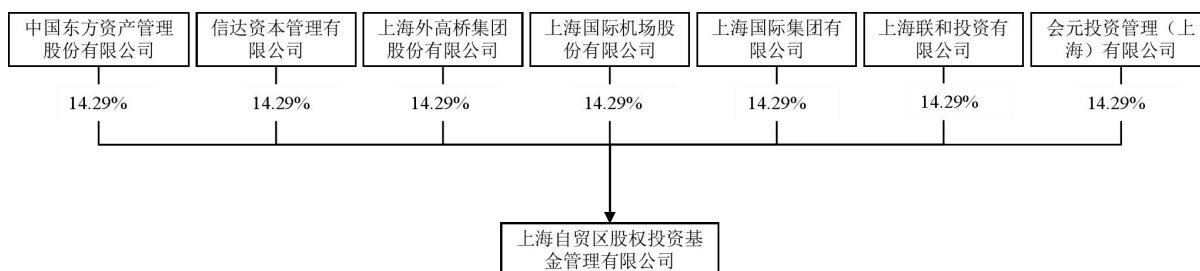 中国东方资产管理
股份有限公司
信达资本管理有
限公司
上海外高桥集团
股份有限公司
上海国际机场股
份有限公司
上海国际集团有
限公司
上海联和投资有
限公司
会元投资管理（上
海）有限公司
14.29%
14.29%
14.29%
14.29%
14.29%
14.29%
14.29%
上海自贸区股权投资基
金管理有限公司